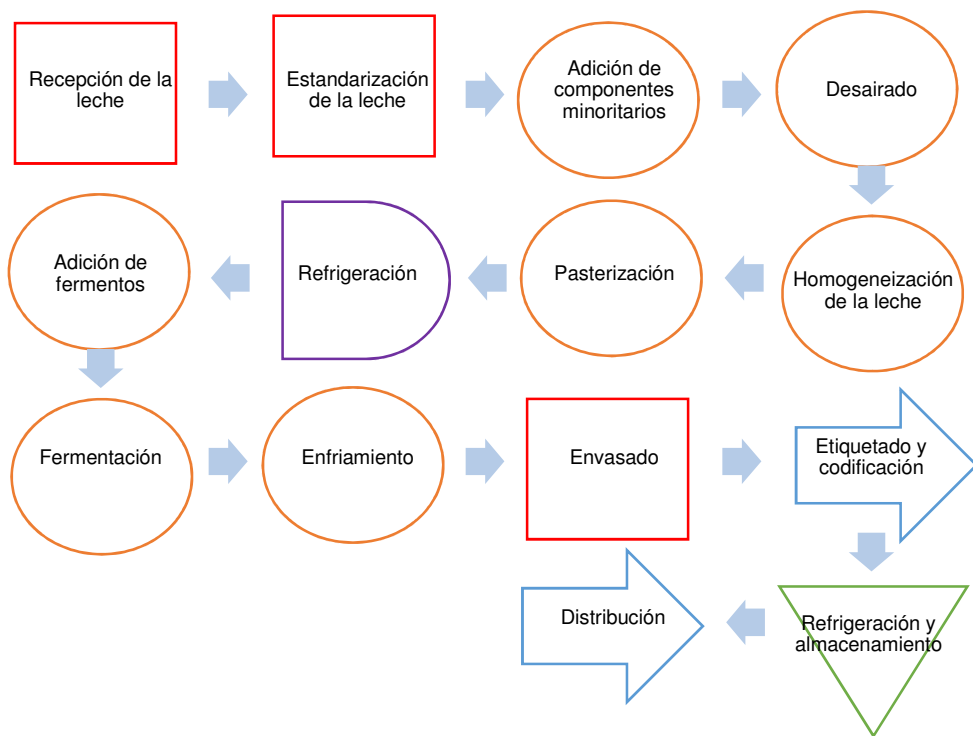 Recepción de la
leche
Estandarización
de la leche
Adición de
componentes
minoritarios
Desairado
Homogeneización
de la leche
Pasterización
Refrigeración
Adición de
fermentos
Fermentación
Enfriamiento
Envasado
Etiquetado y
codificación
Refrigeración y
almacenamiento
Distribución